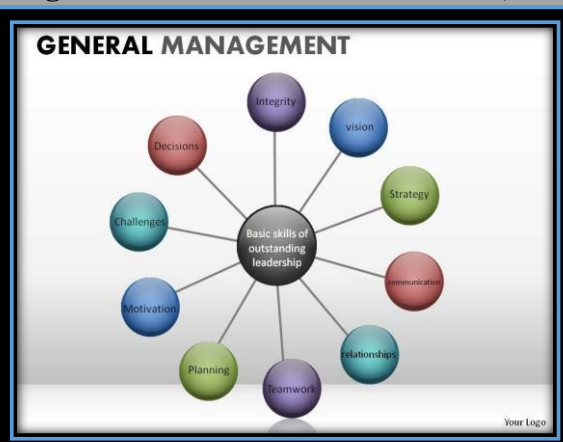 GENERAL MANAGEMENT
Integrity
vision
Strategy
communication
relationships
Teamwork
Planning
Motivation
Challenges
Decisions
Basic skills of
outstanding
leadership
Your Logo